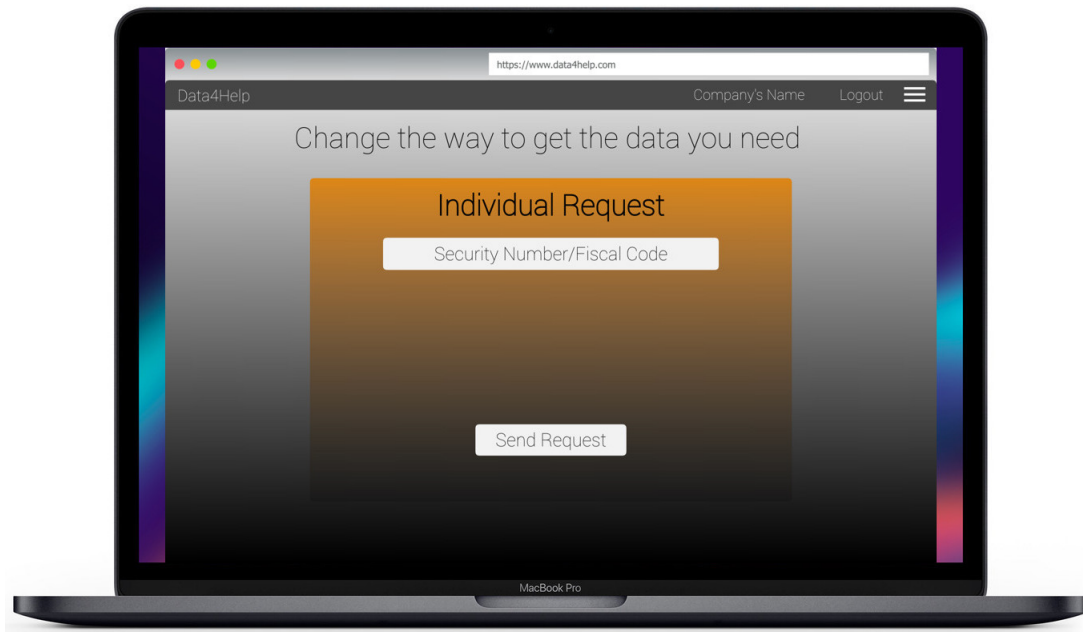 https://www.data4help.com
Data4Help
Company's Name
Logout
Change the way to get the data you need
Individual Request
Security Number/Fiscal Code
Send Request
MacBook Pro